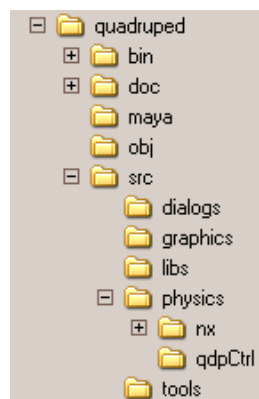 quadruped
bin
doc
maya
obj
src
dialogs
graphics
libs
physics
nx
qdpCtrl
tools